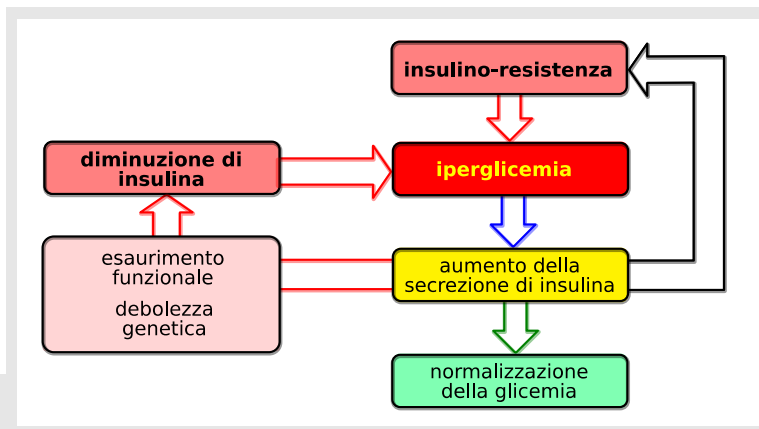 insulino-resistenza
diminuzione di
insulina
iperglicemia
esaurimento
funzionale
debolezza
genetica
aumento della
secrezione di insulina
normalizzazione
della glicemia